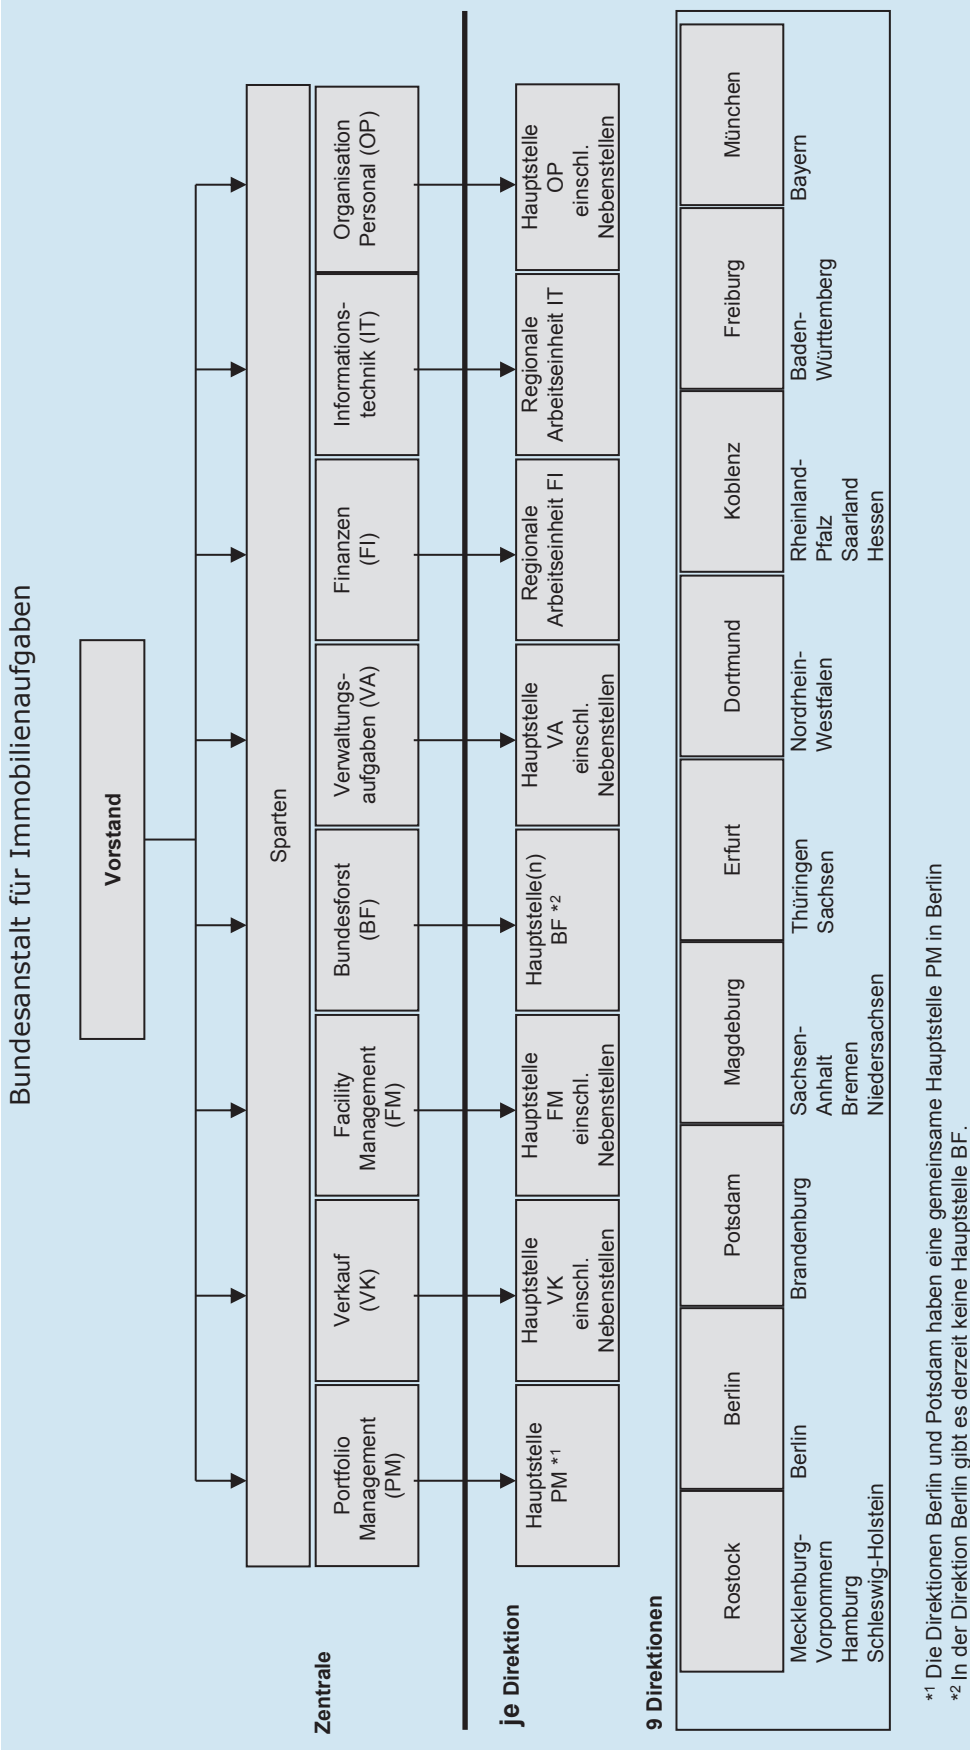 Bundesanstalt für Immobilienaufgaben
Vorstand
Sparten
Zentrale
Portfolio
Management
(PM)
Verkauf
(VK)
Facility
Management
(FM)
Bundesforst
(BF)
Verwaltungs-
aufgaben (VA)
Finanzen
(FI)
Informations-
technik (IT)
Organisation
Personal (OP)
je Direktion
Hauptstelle
PM *1
Hauptstelle
VK
einschl.
Nebenstellen
Hauptstelle
FM
einschl.
Nebenstellen
Hauptstelle(n)
BF *2
Hauptstelle
VA
einschl.
Nebenstellen
Regionale
Arbeitseinheit FI
Regionale
Arbeitseinheit IT
Hauptstelle
OP
einschl.
Nebenstellen
9 Direktionen
Rostock
Mecklenburg-
Vorpommern
Hamburg
Schleswig-Holstein
Berlin
Berlin
Potsdam
Brandenburg
Magdeburg
Sachsen-
Anhalt
Bremen
Niedersachsen
Erfurt
Thüringen
Sachsen
Dortmund
Nordrhein-
Westfalen
Koblenz
Rheinland-
Pfalz
Saarland
Hessen
Freiburg
Baden-
Württemberg
München
Bayern
*1 Die Direktionen Berlin und Potsdam haben eine gemeinsame Hauptstelle PM in Berlin
*2 In der Direktion Berlin gibt es derzeit keine Hauptstelle BF.